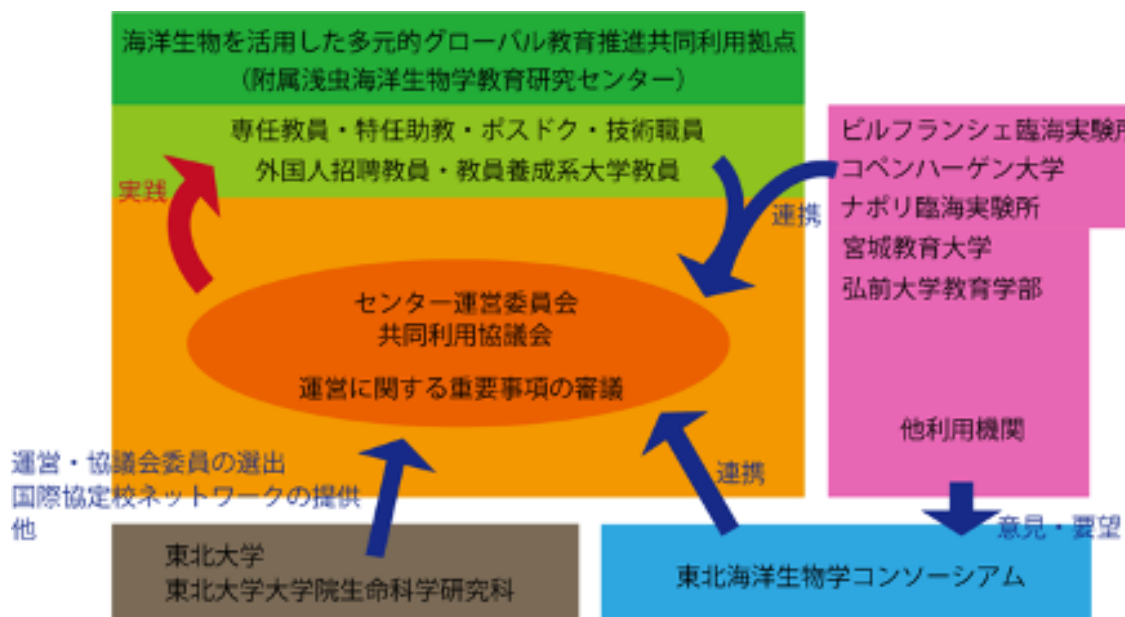 海洋生物を活用した多元的グローバル教育推進共同利用拠点
（附属浅虫海洋生物学教育研究センター）
専任教員・特任助教・ポスドク・技術職員
外国人招聘教員・教員養成系大学教員
実践
連携
ビルフランシェ臨海実験所
コペンハーゲン大学
ナポリ臨海実験所
宮城教育大学
弘前大学教育学部
他利用機関
センター運営委員会
共同利用協議会
運営に関する重要事項の審議
運営・協議会委員の選出
国際協定校ネットワークの提供
他
連携
意見・要望
東北大学
東北大学大学院生命科学研究科
東北海洋生物学コンソーシアム